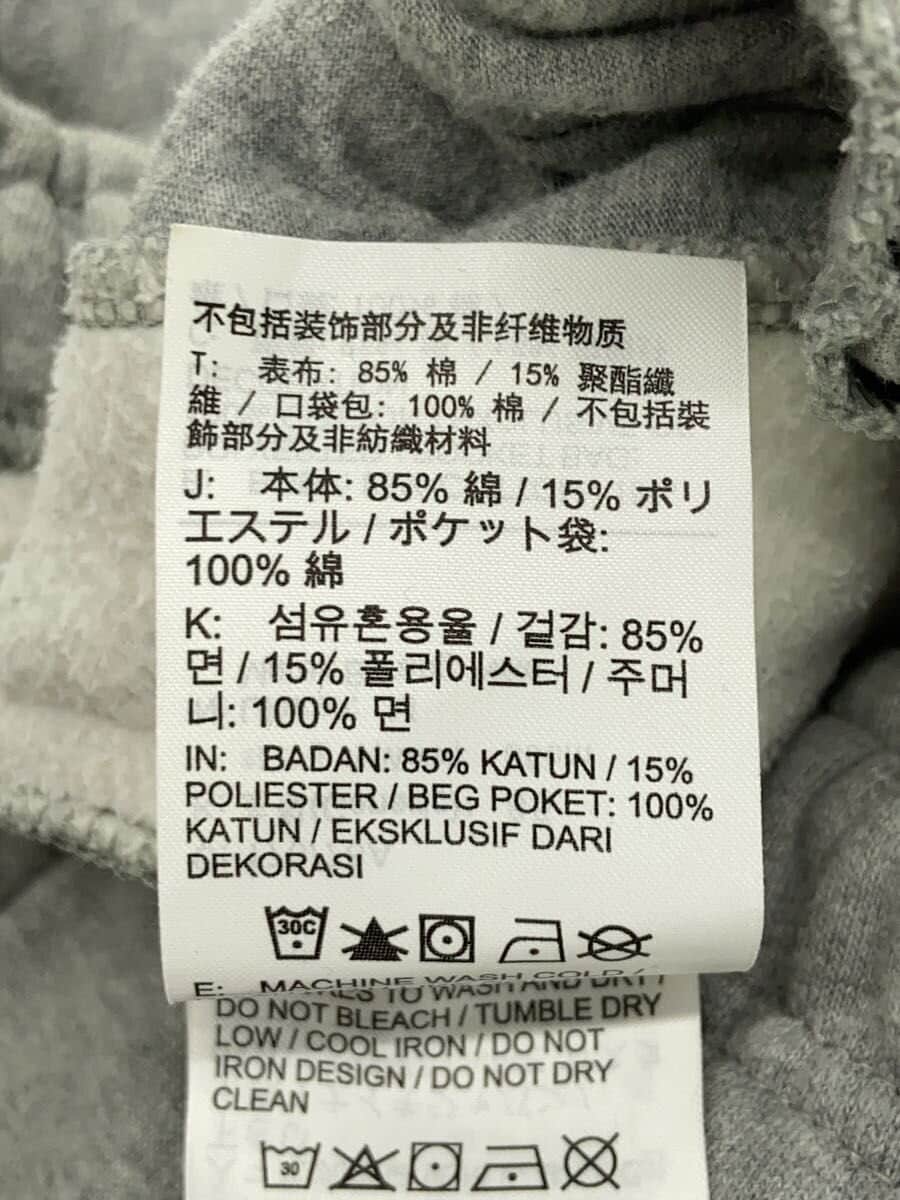 不包括装饰部分及非纤维物质
T: 表布: 85% 棉 / 15% 聚酯纖
維 / 口袋包: 100% 棉 / 不包括裝
飾部分及非紡織材料
J: 本体: 85% 綿 / 15% ポリ
エステル / ポケット袋:
100% 綿
K: 섬유혼용율 / 겉감: 85%
면 / 15% 폴리에스터 / 주머
니: 100% 면
IN: BADAN: 85% KATUN / 15%
POLIESTER / BEG POKET: 100%
KATUN / EKSKLUSIF DARI
DEKORASI
30C
E: MACHINE WASH COLD /
TO WASH AND DRY /
DO NOT BLEACH / TUMBLE DRY
LOW / COOL IRON / DO NOT
IRON DESIGN / DO NOT DRY
CLEAN
30